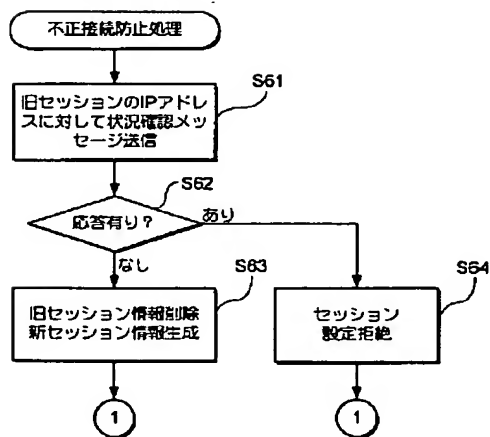 不正接続防止処理
S61
旧セッションのIPアドレ
スに対して状況確認メッ
セージ送信
S62
応答有り?
あり
なし
S63
旧セッション情報削除
新セッション情報生成
S64
セッション
設定拒絶
1
1